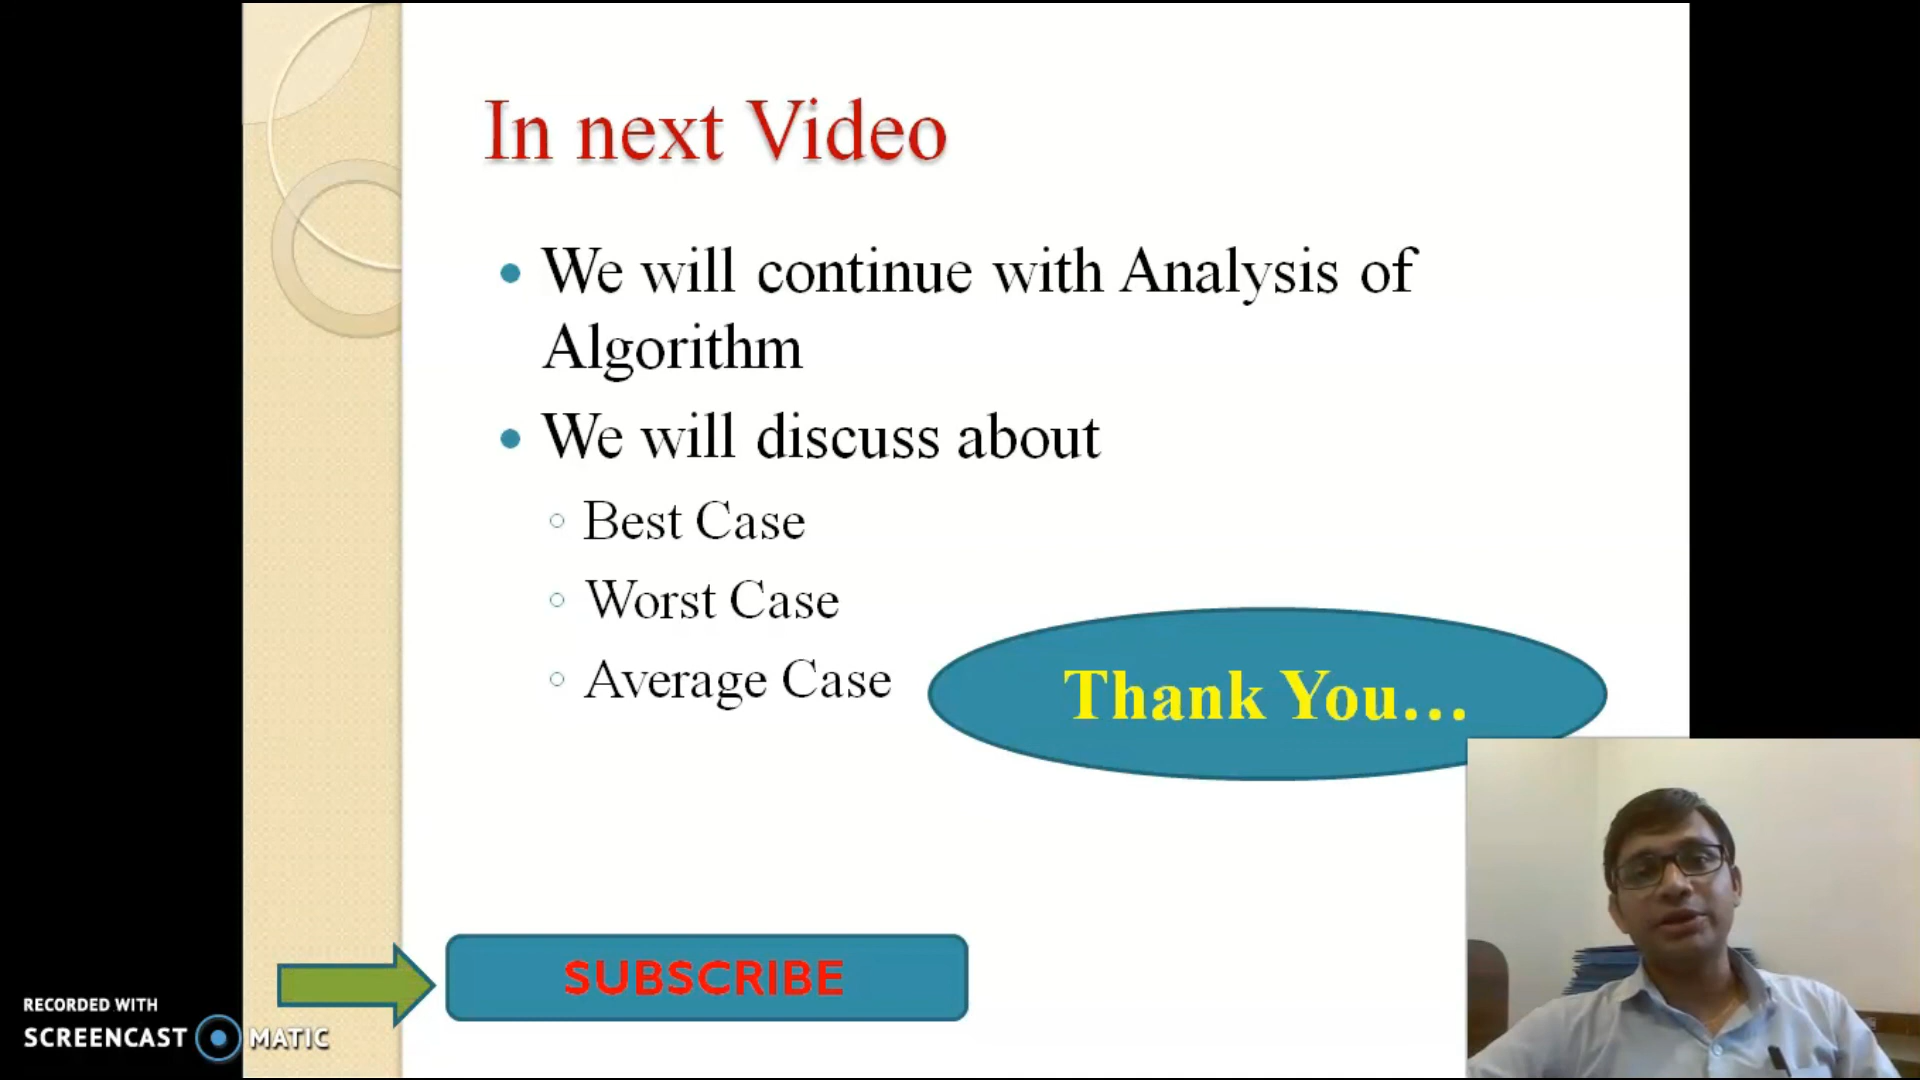 In next Video
We will continue with Analysis of
Algorithm
We will discuss about
Best Case
Worst Case
Average Case
Thank You...
SUBSCRIBE
RECORDED WITH
SCREENCAST MATIC